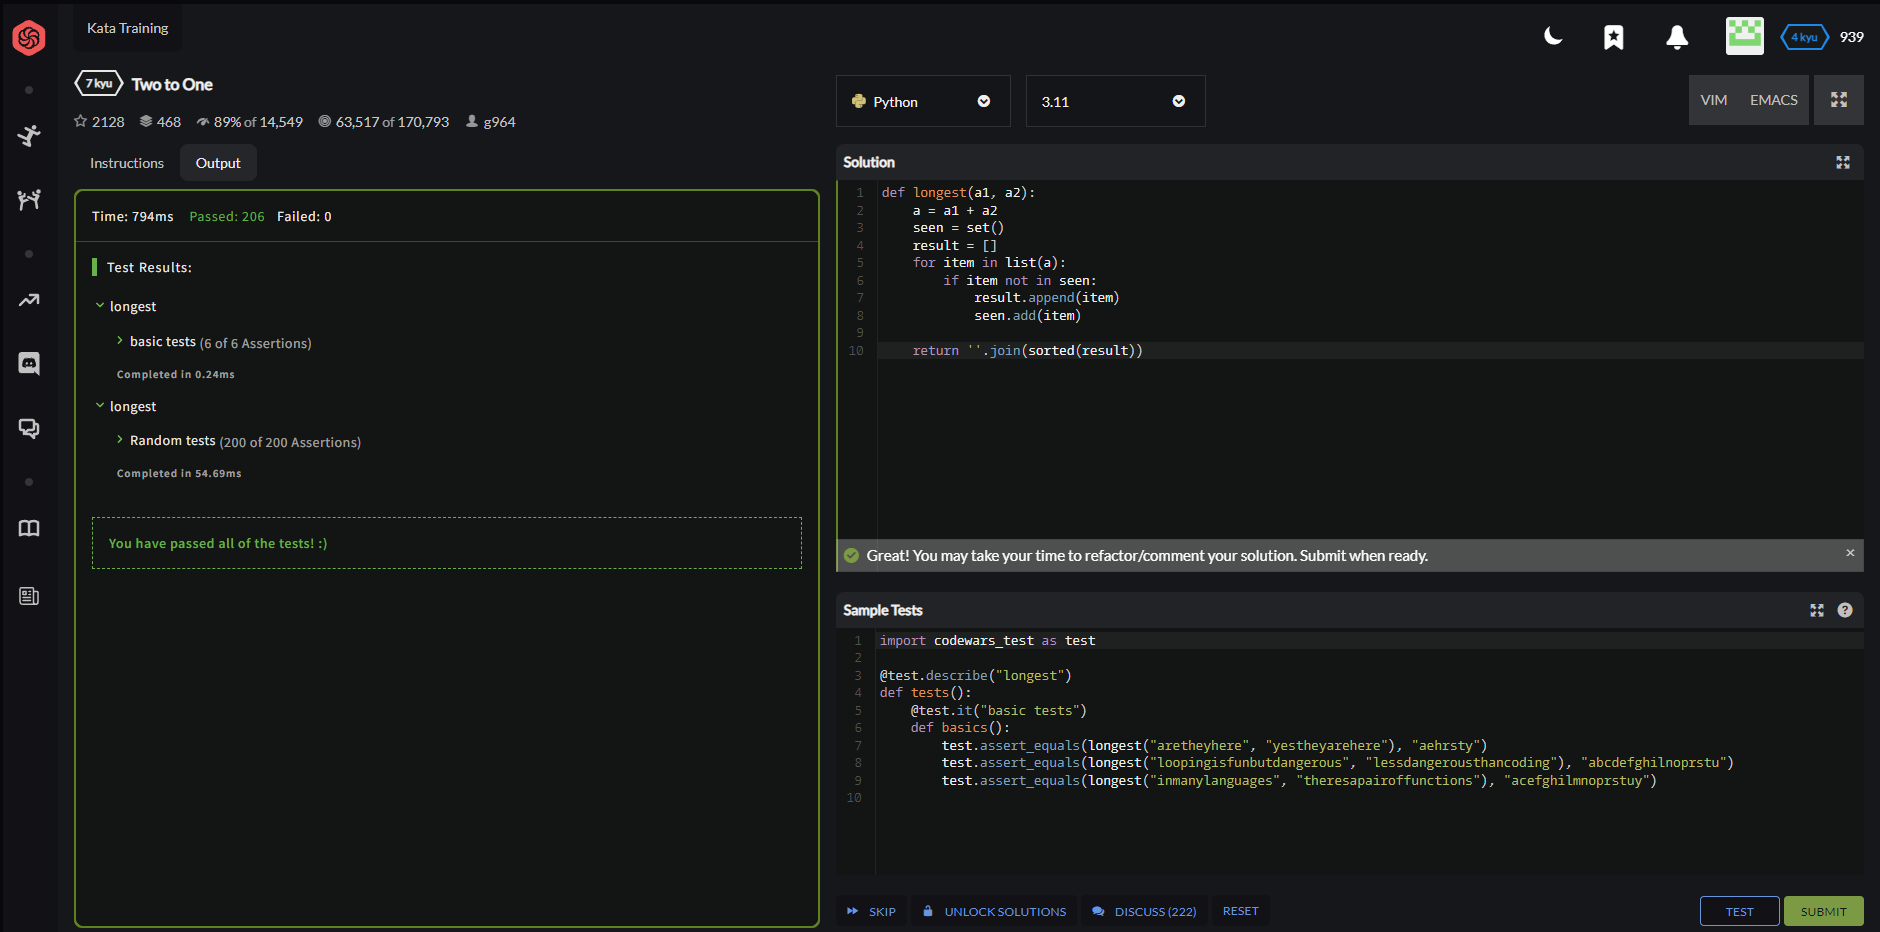 Kata Training
4 kyu 939
7 kyu Two to One
2128 468 89% of 14,549 63,517 of 170,793 g964
Instructions Output
Time: 794ms Passed: 206 Failed: 0
Test Results:
longest
basic tests (6 of 6 Assertions)
Completed in 0.24ms
longest
Random tests (200 of 200 Assertions)
Completed in 54.69ms
You have passed all of the tests! :)
Python 3.11 VIM EMACS
Solution
1 def longest(a1, a2):
2     a = a1 + a2
3     seen = set()
4     result = []
5     for item in list(a):
6         if item not in seen:
7             result.append(item)
8             seen.add(item)
9
10     return ''.join(sorted(result))
Great! You may take your time to refactor/comment your solution. Submit when ready. ×
Sample Tests ?
1 import codewars_test as test
2
3 @test.describe("longest")
4 def tests():
5     @test.it("basic tests")
6     def basics():
7         test.assert_equals(longest("aretheyhere", "yestheyarehere"), "aehrsty")
8         test.assert_equals(longest("loopingisfunbutdangerous", "lessdangerousthancoding"), "abcdefghilnoprstu")
9         test.assert_equals(longest("inmanylanguages", "theresapairoffunctions"), "acefghilmnoprstuy")
10
SKIP UNLOCK SOLUTIONS DISCUSS (222) RESET TEST SUBMIT